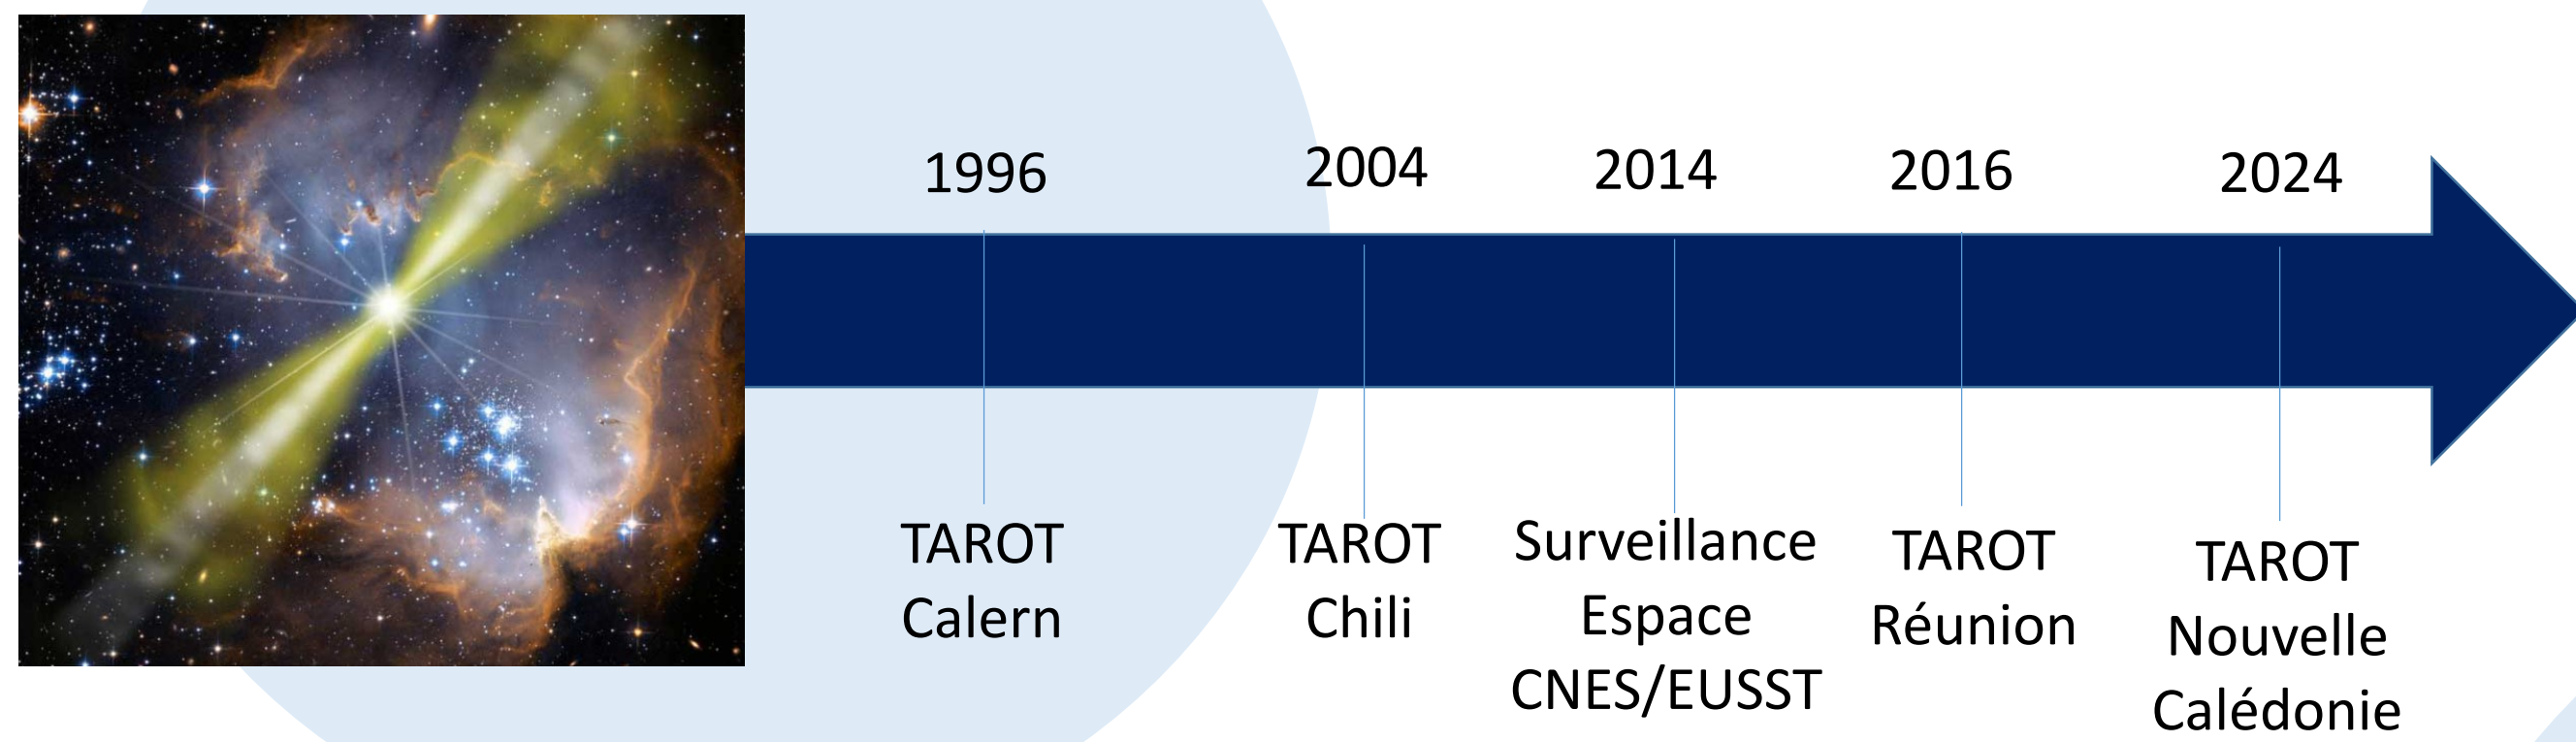 1996
2004
2014
2016
2024
TAROT
Calern
TAROT
Chili
Surveillance
Espace
CNES/EUSST
TAROT
Réunion
TAROT
Nouvelle
Calédonie